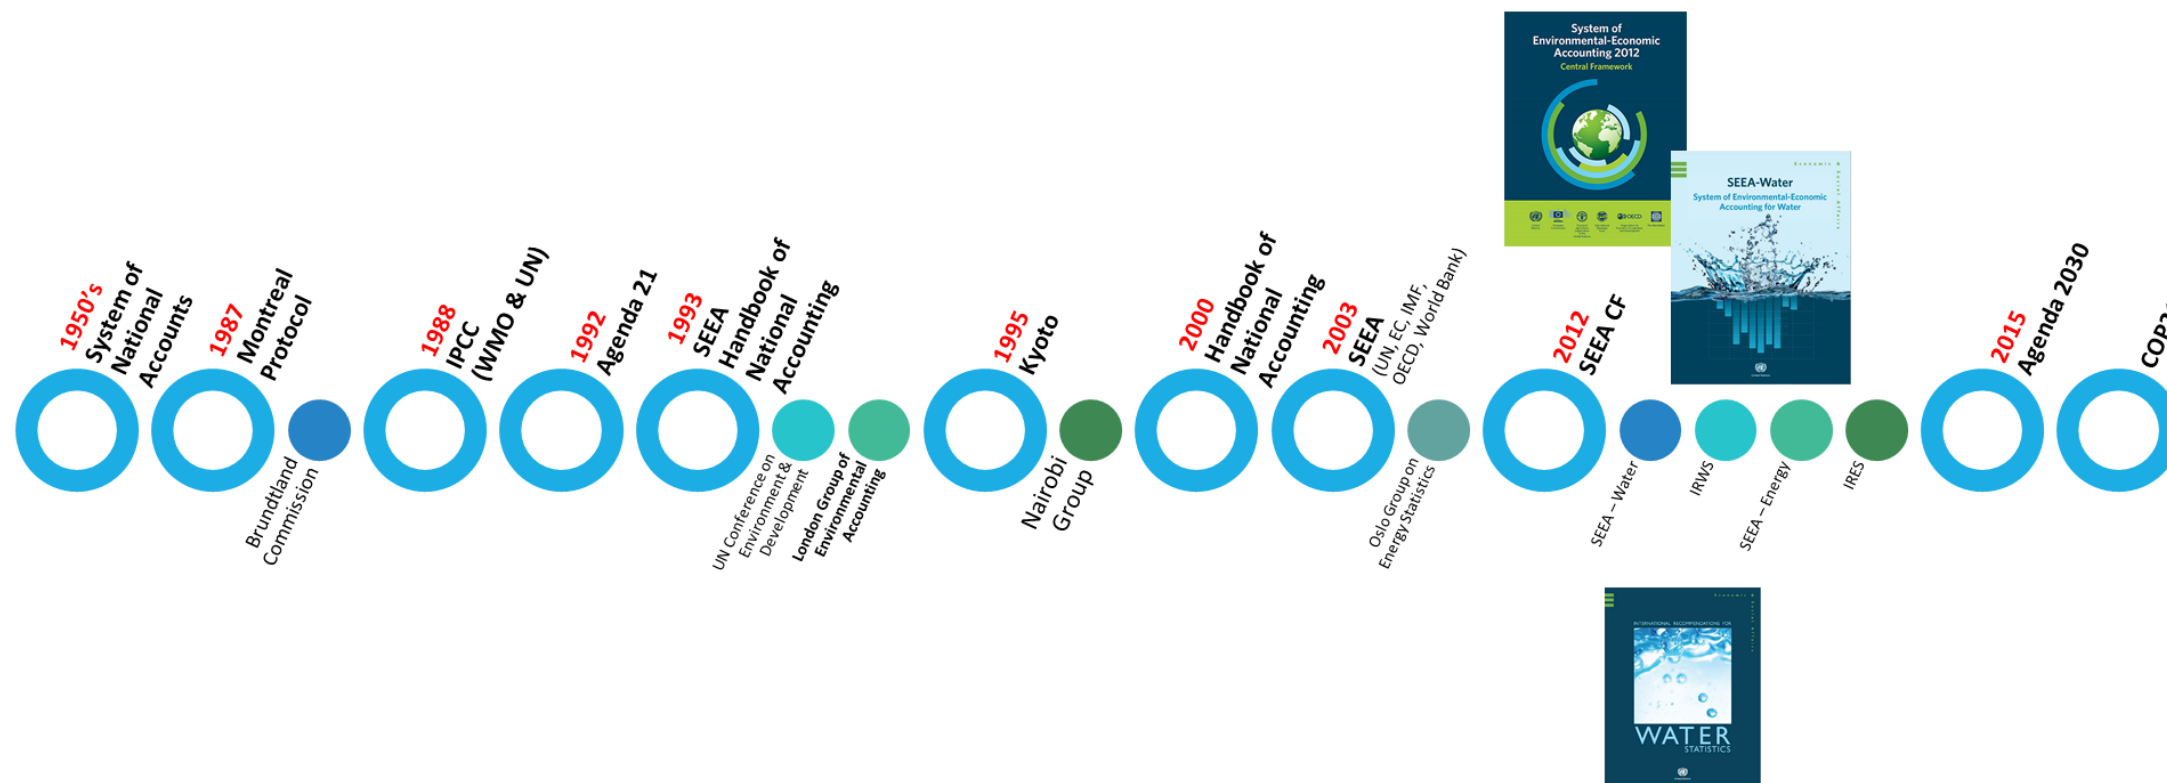 System of
Environmental-Economic
Accounting 2012
Central Framework
OECD
SEEA-Water
System of Environmental-Economic
Accounting for Water
1950's
System of
National
Accounts
1987
Montreal
Protocol
Brundtland
Commission
1988
IPCC
(WMO & UN)
1992
Agenda 21
1993
SEEA
Handbook of
National
Accounting
UN Conference on
Environment &
Development
London Group of
Environmental
Accounting
1995
Kyoto
Nairobi
Group
2000
Handbook of
National
Accounting
2003
SEEA
(UN, EC, IMF,
OECD, World Bank)
Oslo Group on
Energy Statistics
2012
SEEA CF
SEEA – Water
IRWS
SEEA – Energy
IRES
2015
Agenda 2030
INTERNATIONAL RECOMMENDATIONS FOR
WATER
STATISTICS